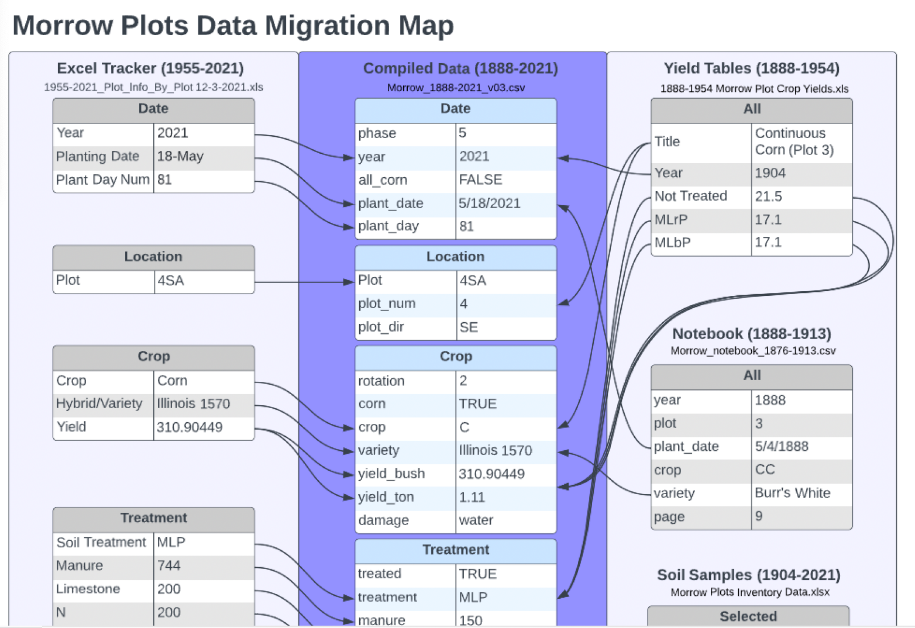 Morrow Plots Data Migration Map
Excel Tracker (1955-2021)
1955-2021_Plot_Info_By_Plot 12-3-2021.xls
Date
Year 2021
Planting Date 18-May
Plant Day Num 81
Location
Plot 4SA
Crop
Crop Corn
Hybrid/Variety Illinois 1570
Yield 310.90449
Treatment
Soil Treatment MLP
Manure 744
Limestone 200
N 200
Compiled Data (1888-2021)
Morrow_1888-2021_v03.csv
Date
phase 5
year 2021
all_corn FALSE
plant_date 5/18/2021
plant_day 81
Location
Plot 4SA
plot_num 4
plot_dir SE
Crop
rotation 2
corn TRUE
crop C
variety Illinois 1570
yield_bush 310.90449
yield_ton 1.11
damage water
Treatment
treated TRUE
treatment MLP
manure 150
Yield Tables (1888-1954)
1888-1954 Morrow Plot Crop Yields.xls
All
Title Continuous
Corn (Plot 3)
Year 1904
Not Treated 21.5
MLrP 17.1
MLbP 17.1
Notebook (1888-1913)
Morrow_notebook_1876-1913.csv
All
year 1888
plot 3
plant_date 5/4/1888
crop CC
variety Burr's White
page 9
Soil Samples (1904-2021)
Morrow Plots Inventory Data.xlsx
Selected